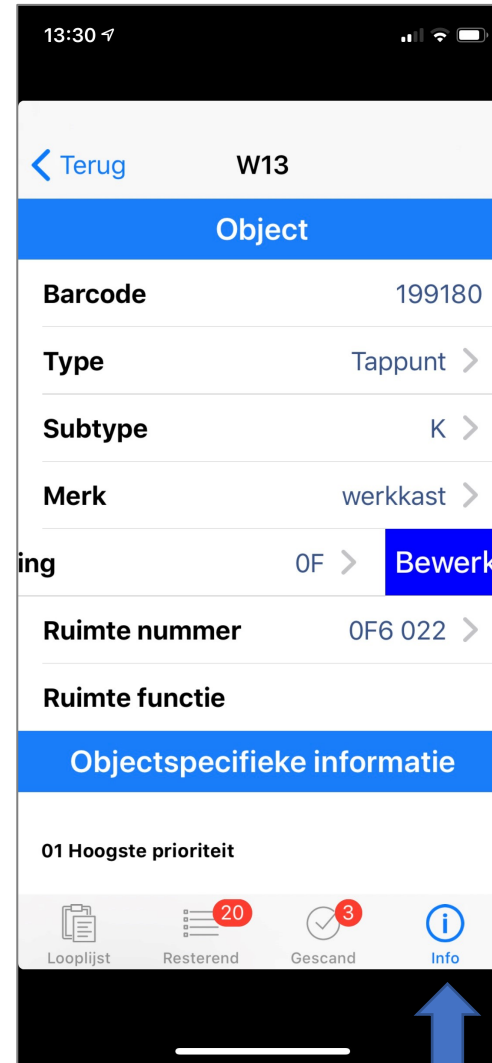 13:30
Terug W13
Object
Barcode 199180
Type Tappunt
Subtype K
Merk werkkast
ing 0F Bewerk
Ruimte nummer 0F6 022
Ruimte functie
Objectspecifieke informatie
01 Hoogste prioriteit
20 3
Looplijst Resterend Gescand Info